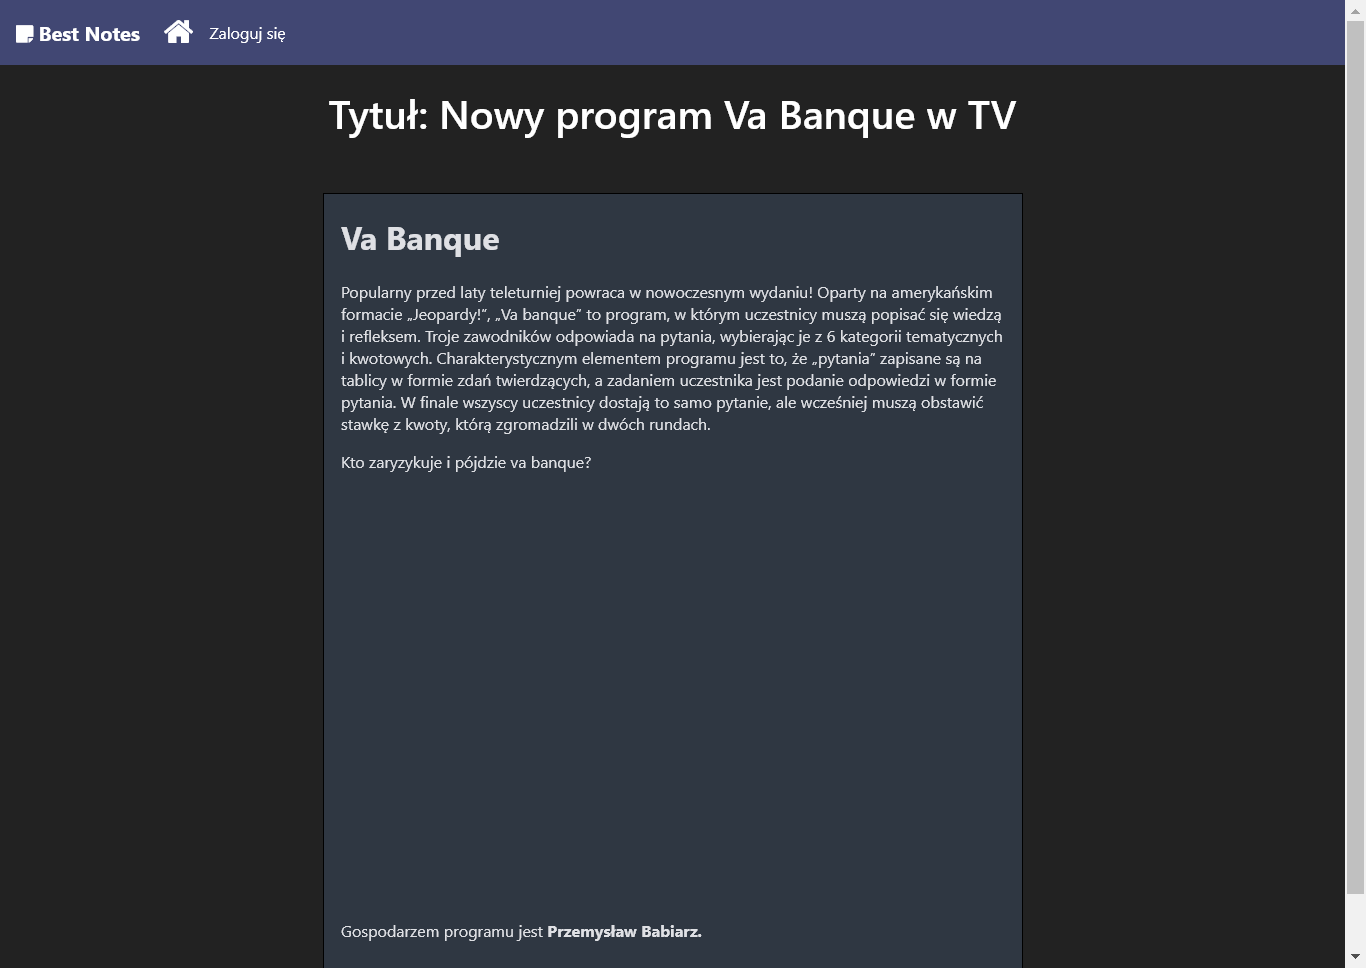 Best Notes Zaloguj się
Tytuł: Nowy program Va Banque w TV
Va Banque
Popularny przed laty teleturniej powraca w nowoczesnym wydaniu! Oparty na amerykańskim
formacie „Jeopardy!”, „Va banque” to program, w którym uczestnicy muszą popisać się wiedzą
i refleksem. Troje zawodników odpowiada na pytania, wybierając je z 6 kategorii tematycznych
i kwotowych. Charakterystycznym elementem programu jest to, że „pytania” zapisane są na
tablicy w formie zdań twierdzących, a zadaniem uczestnika jest podanie odpowiedzi w formie
pytania. W finale wszyscy uczestnicy dostają to samo pytanie, ale wcześniej muszą obstawić
stawkę z kwoty, którą zgromadzili w dwóch rundach.
Kto zaryzykuje i pójdzie va banque?
Gospodarzem programu jest Przemysław Babiarz.